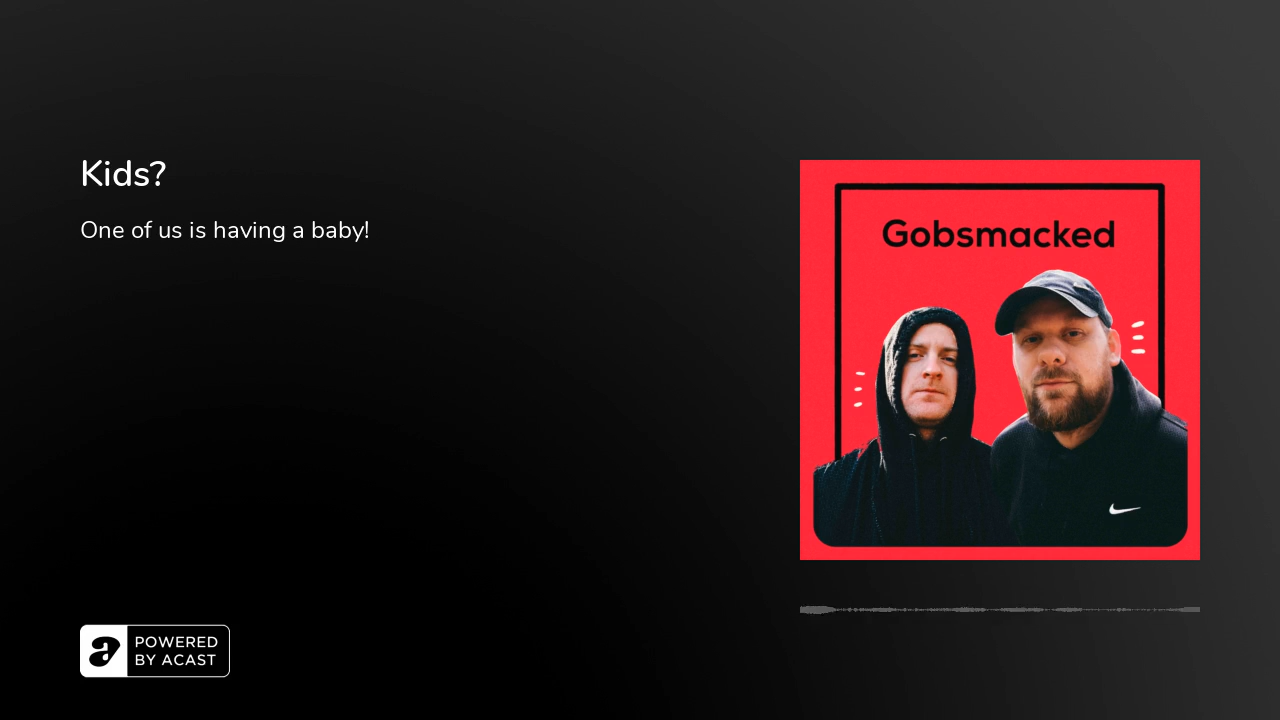 Kids?
One of us is having a baby!
Gobsmacked
POWERED
BY ACAST